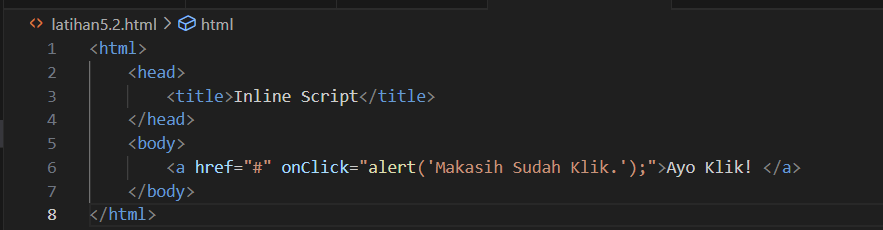 latihan5.2.html > html
1 <html>
2 <head>
3 <title>Inline Script</title>
4 </head>
5 <body>
6 <a href="#" onClick="alert('Makasih Sudah Klik.');">Ayo Klik! </a>
7 </body>
8 </html>